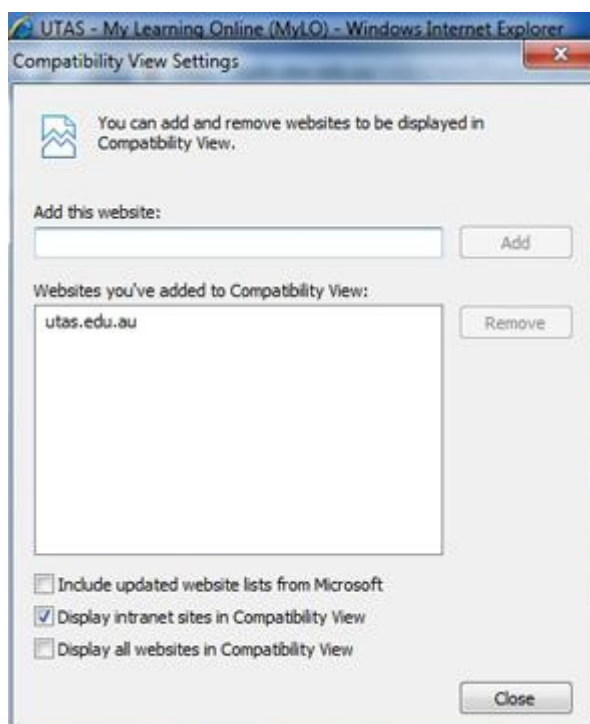 UTAS - My Learning Online (MyLO) - Windows Internet Explorer
Compatibility View Settings
You can add and remove websites to be displayed in
Compatibility View.
Add this website:
Add
Websites you've added to Compatibility View:
utas.edu.au
Remove
Include updated website lists from Microsoft
Display intranet sites in Compatibility View
Display all websites in Compatibility View
Close